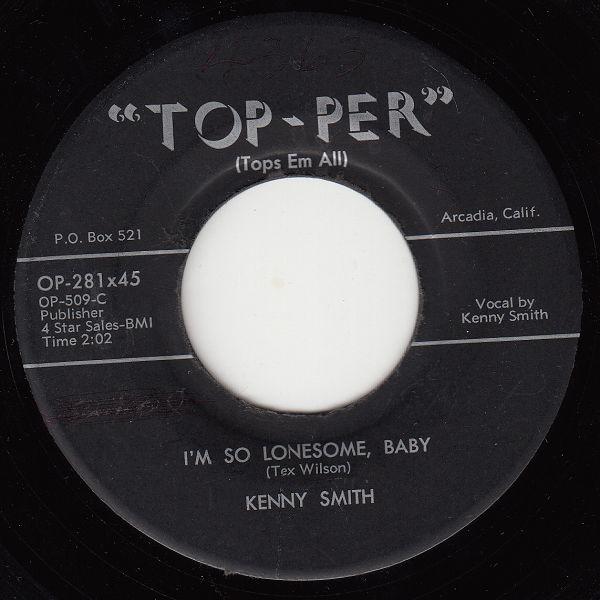 "TOP-PER"
(Tops Em All)
P.O. Box 521
Arcadia, Calif.
OP-281x45
OP-509-C
Publisher
4 Star Sales-BMI
Time 2:02
Vocal by
Kenny Smith
I'M SO LONESOME, BABY
(Tex Wilson)
KENNY SMITH